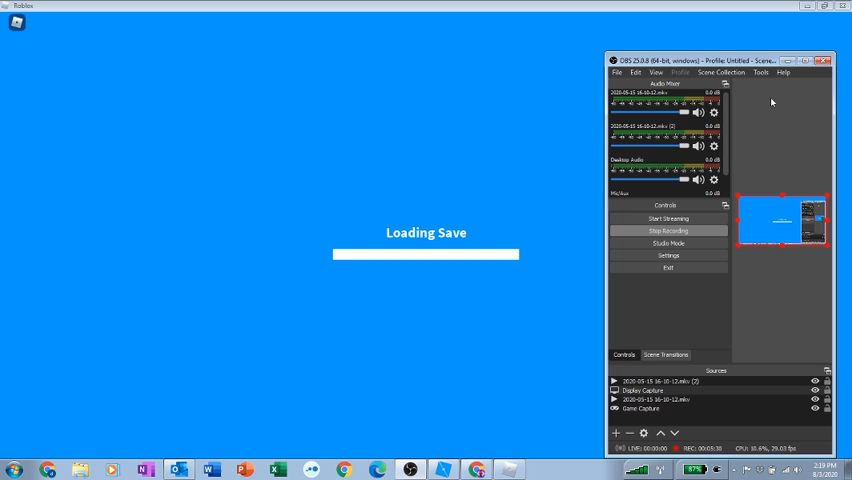 Roblox
OBS 25.0.8 (64-bit, windows) - Profile: Untitled - Scene...
File Edit View Profile Scene Collection Tools Help
Audio Mixer
2020-05-15 16-10-12.mkv 0.0 dB
2020-05-15 16-10-12.mkv (2) 0.0 dB
Desktop Audio 0.0 dB
Mic/Aux 0.0 dB
Loading Save
Controls
Start Streaming
Stop Recording
Studio Mode
Settings
Exit
Controls Scene Transitions
Sources
2020-05-15 16-10-12.mkv (2)
Display Capture
2020-05-15 16-10-12.mkv
Game Capture
LIVE: 00:00:00 REC: 00:05:30 CPU: 10.6%, 29.03 fps
87% 2:19 PM
8/3/2020